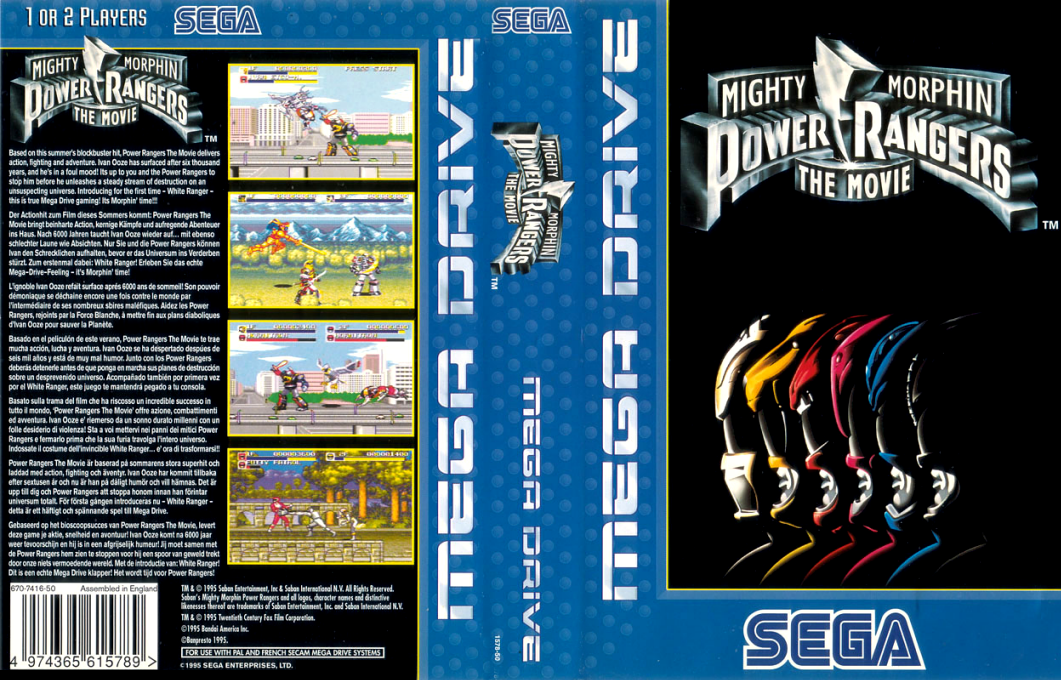 1 OR 2 PLAYERS
SEGA
MIGHTY MORPHIN
POWER RANGERS
THE MOVIE
TM
Based on this summer's blockbuster hit, Power Rangers The Movie delivers
action, fighting and adventure. Ivan Ooze has surfaced after six thousand
years, and he's in a foul mood! Its up to you and the Power Rangers to
stop him before he unleashes a steady stream of destruction on an
unsuspecting universe. Introducing for the first time - White Ranger -
this is true Mega Drive gaming! Its Morphin' time!!!
Der Actionhit zum Film dieses Sommers kommt: Power Rangers The
Movie bringt beinharte Action, kernige Kämpfe und aufregende Abenteuer
ins Haus. Nach 6000 Jahren taucht Ivan Ooze wieder auf... mit ebenso
schlechter Laune wie Absichten. Nur Sie und die Power Rangers können
Ivan den Schrecklichen aufhalten, bevor er das Universum ins Verderben
stürzt. Zum erstenmal dabei: White Ranger! Erleben Sie das echte
Mega-Drive-Feeling - it's Morphin' time!
L'ignoble Ivan Ooze refait surface aprés 6000 ans de sommeil! Son pouvoir
démoniaque se déchaine encore une fois contre le monde par
l'intermédiaire de ses nombreux sbires maléfiques. Aidez les Power
Rangers, rejoints par la Force Blanche, à mettre fin aux plans diaboliques
d'Ivan Ooze pour sauver la Planète.
Basado en el peliculón de este verano, Power Rangers The Movie te trae
mucha acción, lucha y aventura. Ivan Ooze se ha despertado despúes de
seis mil años y está de muy mal humor. Junto con los Power Rangers
deberás detenerle antes de que ponga en marcha sus planes de destrucción
sobre un desprevenido universo. Acompañado también por primera vez
por el White Ranger, este juego te mantendrá pegado a tu consola.
Basato sulla trama del film che ha riscosso un incredible successo in
tutto il mondo, 'Power Rangers The Movie' offre azione, combattimenti
ed avventura. Ivan Ooze e' riemerso da un sonno durato millenni con un
folle desiderio di violenza! Sta a voi mettervi nei panni dei mitici Power
Rangers e fermarlo prima che la sua furia travolga l'intero universo.
Indossate il costume dell'invincible White Ranger... e' ora di trasformarsi!!
Power Rangers The Movie är baserad på sommarens stora superhit och
laddad med action, fighting och äventyr. Ivan Ooze har kommit tillbaka
efter sextusen år och nu är han på dåligt humör och vill hämnas. Det är
upp till dig och Power Rangers att stoppa honom innan han förintar
universum totalt. För första gången introduceras nu - White Ranger -
detta är ett häftigt och spännande spel till Mega Drive.
Gebaseerd op het bioscoopsucces van Power Rangers The Movie, levert
deze game je aktie, snelheid en avontuur! Ivan Ooze komt na 6000 jaar
weer tevoorschijn en hij is in een afgrijselijk humeur! Jij moet samen met
de Power Rangers hem zien te stoppen voor hij een spoor van geweld trekt
door onze niets vermoedende wereld. Met de introductie van: White Ranger!
Dit is een echte Mega Drive klapper! Het wordt tijd voor Power Rangers!
670-7416-50 Assembled in England
4 974365 615789 >
PRESS START
TM & © 1995 Saban Entertainment, Inc & Saban International N.V. All Rights Reserved.
Saban's Mighty Morphin Power Rangers and all logos, character names and distinctive
likenesses thereof are trademarks of Saban Entertainment, Inc. and Saban International N.V.
TM & © 1995 Twentieth Century Fox Film Corporation.
©1995 Bandai America Inc.
©Banpresto 1995.
FOR USE WITH PAL AND FRENCH SECAM MEGA DRIVE SYSTEMS
© 1995 SEGA ENTERPRISES, LTD.
MEGA DRIVE
SEGA
MIGHTY MORPHIN
POWER RANGERS
THE MOVIE
TM
MEGA DRIVE
1578-50
MEGA DRIVE
MIGHTY MORPHIN
POWER RANGERS
THE MOVIE
TM
SEGA